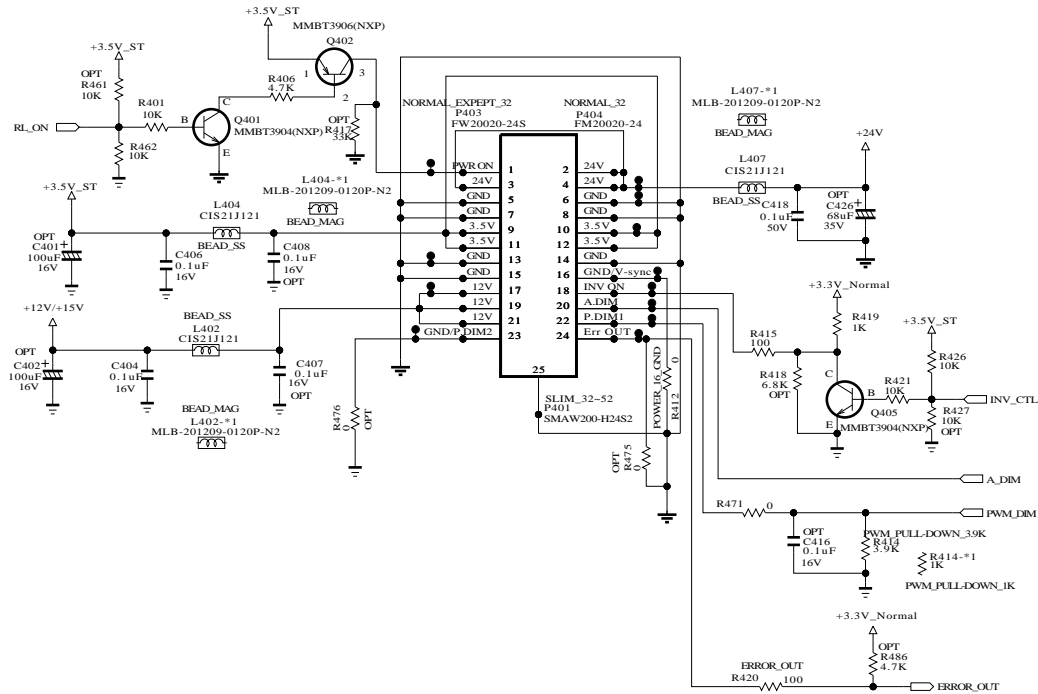 +3.5V_ST
MMBT3906(NXP)
Q402
1
3
2
+3.5V_ST
OPT
R461
10K
R406
4.7K
R401
10K
RL_ON
B
C
E
Q401
MMBT3904(NXP)
R462
10K
OPT
R417
33K
NORMAL_EXPEPT_32
P403
FW20020-24S
NORMAL_32
P404
FM20020-24
L407-*1
MLB-201209-0120P-N2
BEAD_MAG
+24V
L407
CIS21J121
BEAD_SS
C418
0.1uF
50V
OPT
C426
68uF
35V
+
PWR ON
1
2
24V
24V
3
4
24V
GND
5
6
GND
GND
7
8
GND
3.5V
9
10
3.5V
3.5V
11
12
3.5V
GND
13
14
GND
GND
15
16
GND/V-sync
12V
17
18
INV ON
12V
19
20
A.DIM
12V
21
22
P.DIM1
GND/P.DIM2
23
24
Err OUT
25
SLIM_32~52
P401
SMAW200-H24S2
+3.5V_ST
L404-*1
MLB-201209-0120P-N2
BEAD_MAG
L404
CIS21J121
BEAD_SS
OPT
C401
100uF
16V
+
C406
0.1uF
16V
C408
0.1uF
16V
OPT
+12V/+15V
BEAD_SS
L402
CIS21J121
OPT
C402
100uF
16V
+
C404
0.1uF
16V
C407
0.1uF
16V
OPT
BEAD_MAG
L402-*1
MLB-201209-0120P-N2
R476
0
OPT
POWER_16_GND
R412
0
OPT
R475
0
+3.3V_Normal
R419
1K
+3.5V_ST
R415
100
R418
6.8K
OPT
C
B
E
R421
10K
R426
10K
Q405
MMBT3904(NXP)
R427
10K
OPT
INV_CTL
A_DIM
R471
0
PWM_DIM
OPT
C416
0.1uF
16V
PWM_PULL-DOWN_3.9K
R414
3.9K
R414-*1
1K
PWM_PULL-DOWN_1K
+3.3V_Normal
OPT
R486
4.7K
ERROR_OUT
R420
100
ERROR_OUT